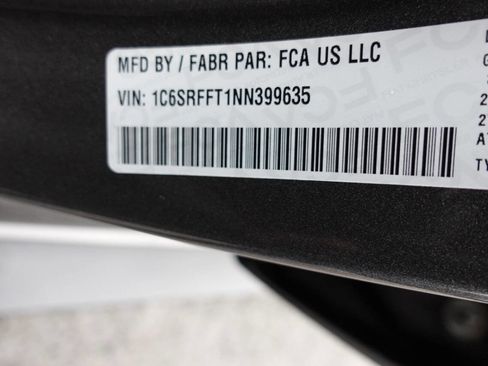 MFD BY / FABR PAR: FCA US LLC
VIN: 1C6SRFFT1NN399635